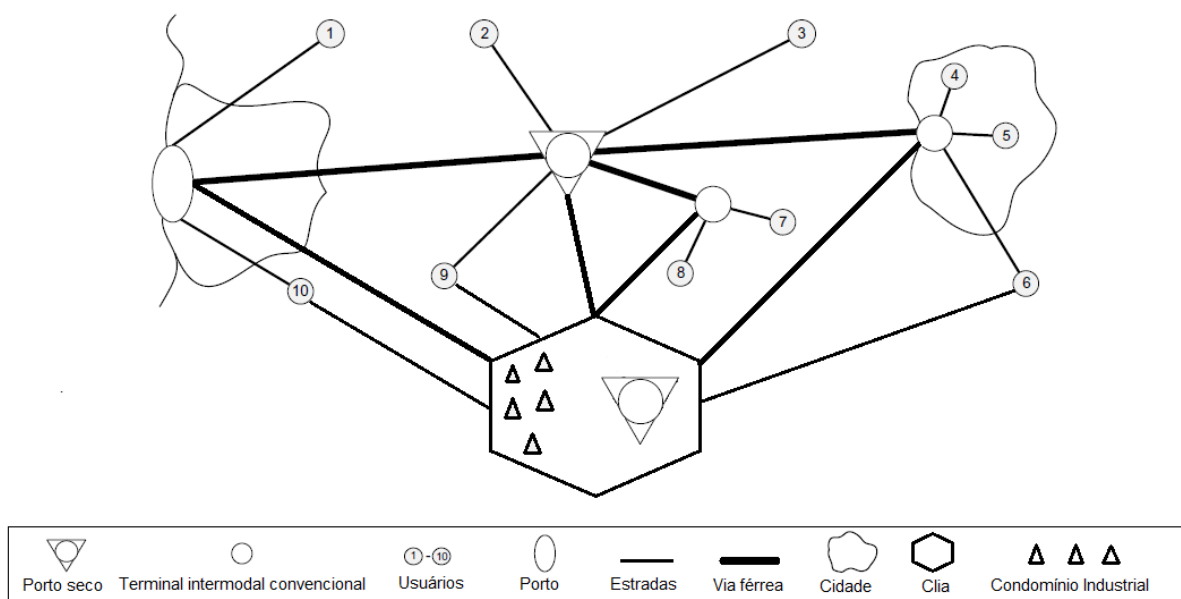 1
2
3
4
5
6
7
8
9
10
1 - 10
Porto seco
Terminal intermodal convencional
Usuários
Porto
Estradas
Via férrea
Cidade
Clia
Condomínio Industrial